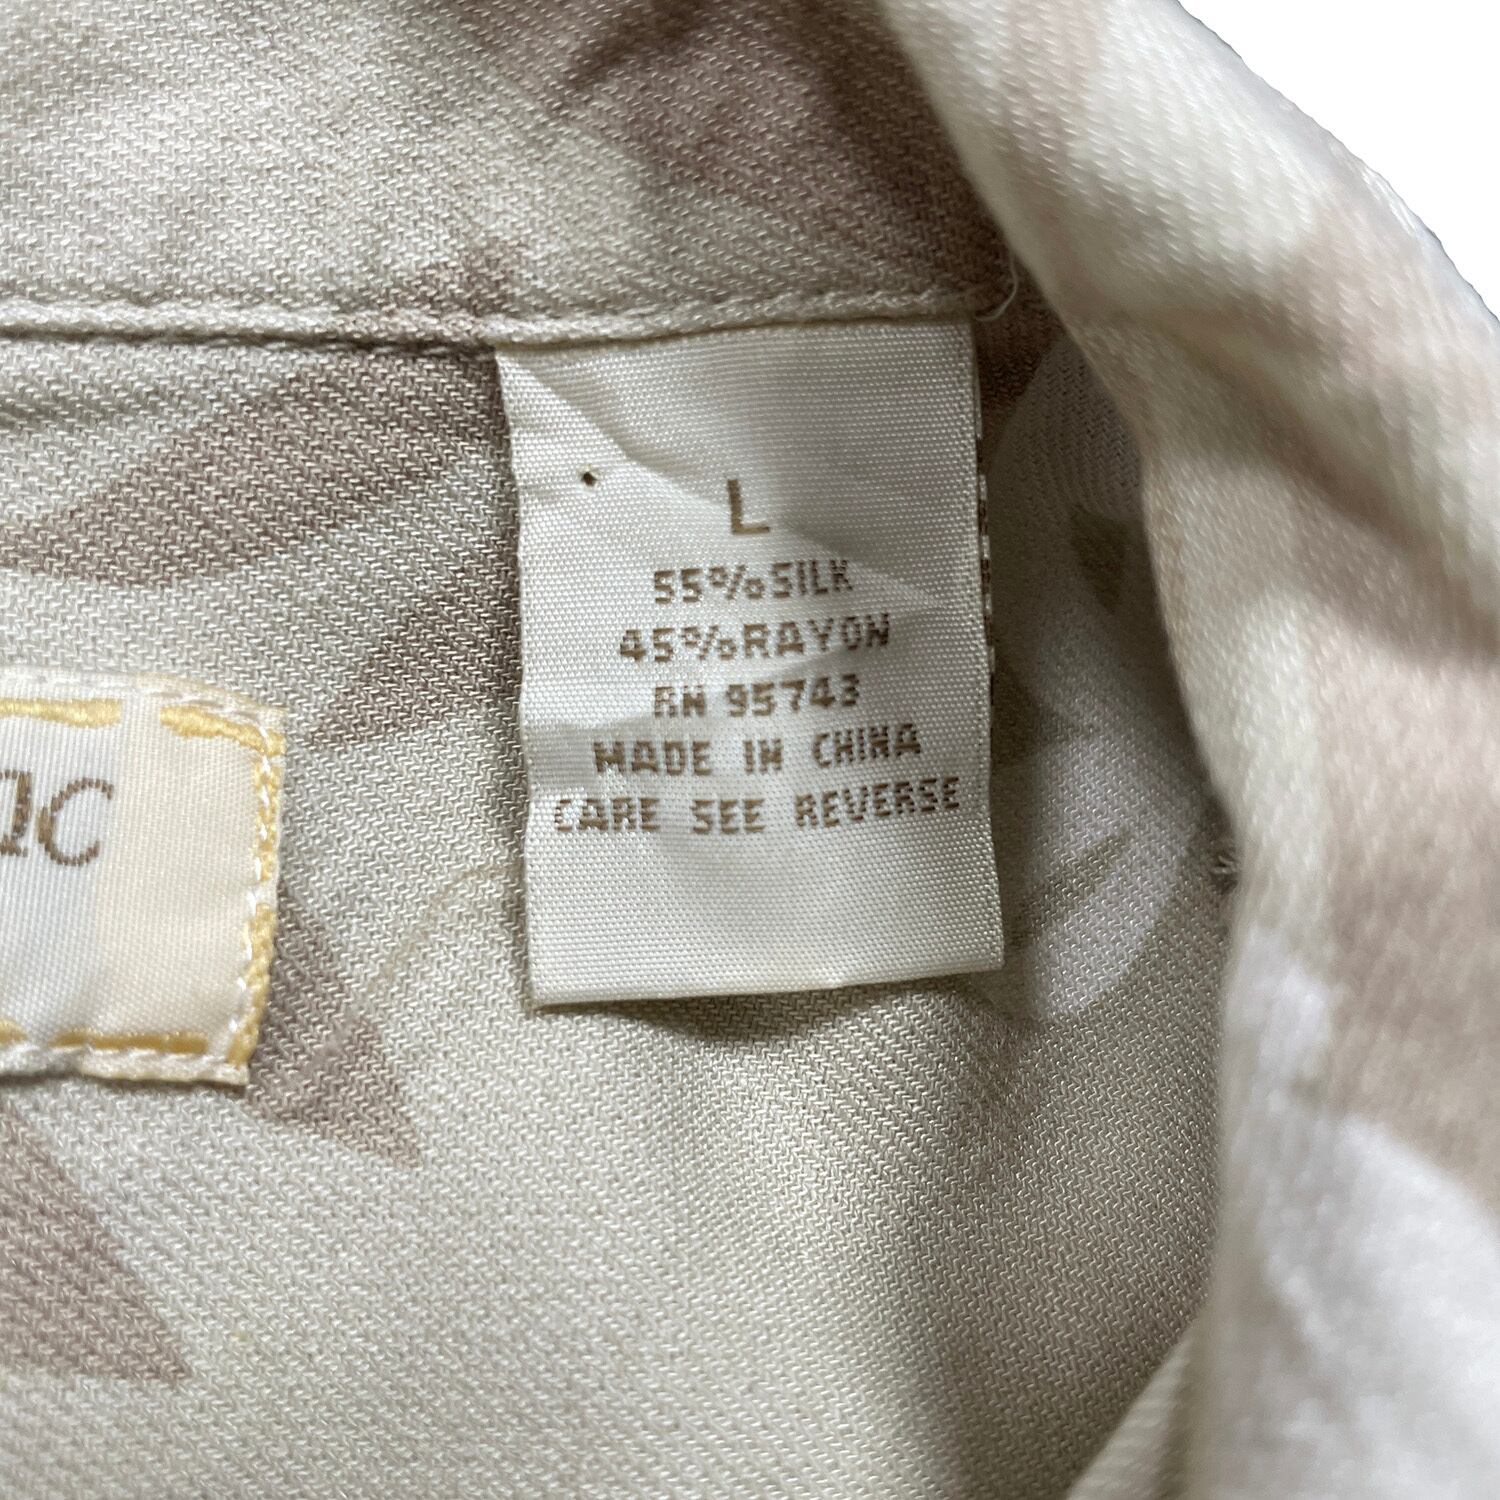 L
55%SILK
45%RAYON
RN 95743
MADE IN CHINA
CARE SEE REVERSE